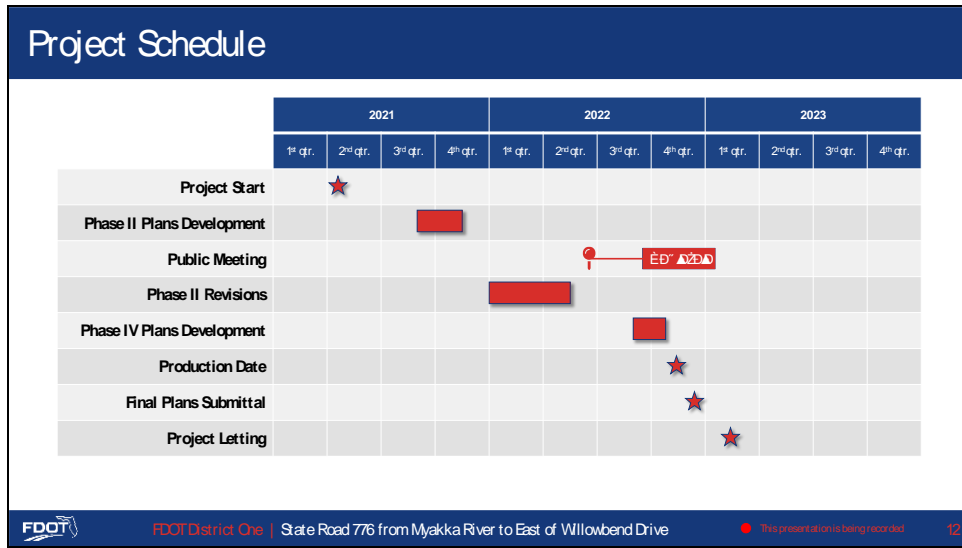 Project Schedule
2021 2022 2023
1st qtr. 2nd qtr. 3rd qtr. 4th qtr. 1st qtr. 2nd qtr. 3rd qtr. 4th qtr. 1st qtr. 2nd qtr. 3rd qtr. 4th qtr.
Project Start
Phase II Plans Development
Public Meeting
Phase II Revisions
Phase IV Plans Development
Production Date
Final Plans Submittal
Project Letting
FDOT FDOT District One | State Road 776 from Myakka River to East of Willowbend Drive This presentation is being recorded 12